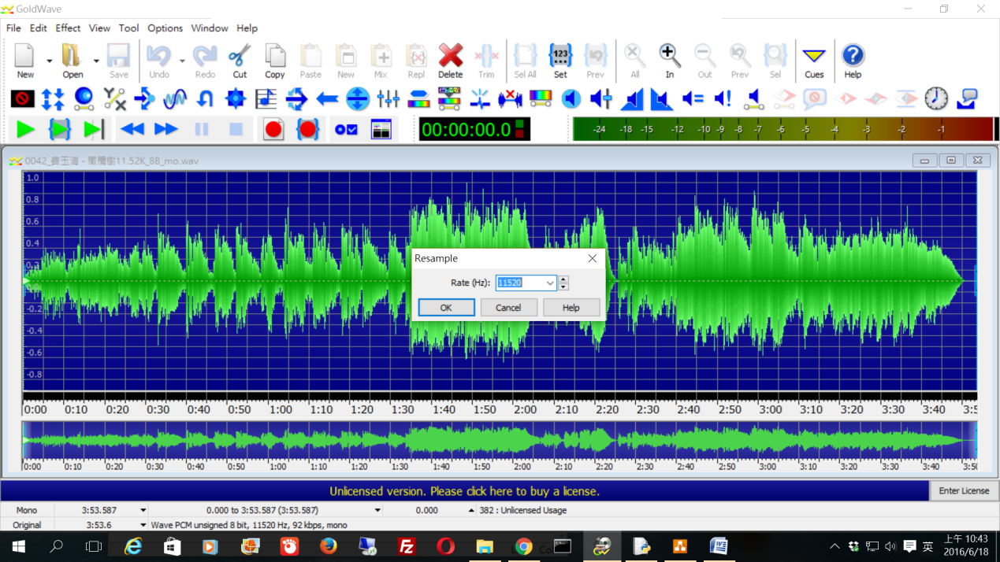 GoldWave
File Edit Effect View Tool Options Window Help
New Open Save Undo Redo Cut Copy Paste New Mix Repl Delete Trim Sel All Set Prev All In Out Prev Sel Cues Help
123
00:00:00.0 -24 -18 -15 -12 -10 -9 -8 -7 -6 -5 -4 -3 -2 -1
0042_費玉清 - 橄欖樹11.52K_8B_mo.wav
1.0
0.8
0.6
0.4
0.2
0.0
-0.2
-0.4
-0.6
-0.8
Resample
Rate (Hz): 11520
OK Cancel Help
0:00 0:10 0:20 0:30 0:40 0:50 1:00 1:10 1:20 1:30 1:40 1:50 2:00 2:10 2:20 2:30 2:40 2:50 3:00 3:10 3:20 3:30 3:40 3:5
0:00 0:10 0:20 0:30 0:40 0:50 1:00 1:10 1:20 1:30 1:40 1:50 2:00 2:10 2:20 2:30 2:40 2:50 3:00 3:10 3:20 3:30 3:40 3:50
Unlicensed version. Please click here to buy a license. Enter License
Mono 3:53.587 0.000 to 3:53.587 (3:53.587) 0.000 382 : Unlicensed Usage
Original 3:53.6 Wave PCM unsigned 8 bit, 11520 Hz, 92 kbps, mono
英 上午 10:43
2016/6/18